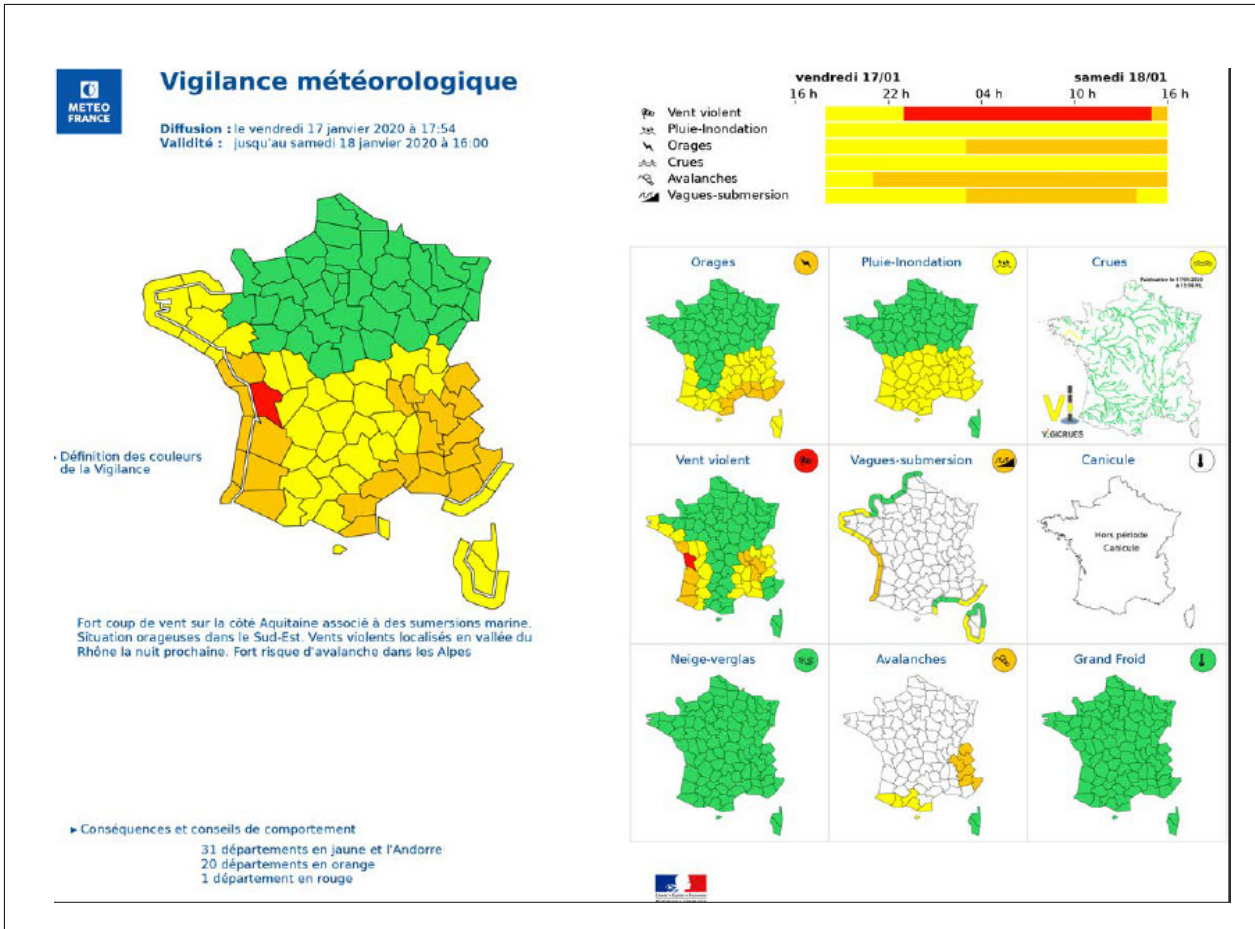 METEO
FRANCE
Vigilance météorologique
Diffusion : le vendredi 17 janvier 2020 à 17:54
Validité : jusqu'au samedi 18 janvier 2020 à 16:00
▸ Définition des couleurs
de la Vigilance
Fort coup de vent sur la côté Aquitaine associé à des sumersions marine.
Situation orageuses dans le Sud-Est. Vents violents localisés en vallée du
Rhône la nuit prochaine. Fort risque d'avalanche dans les Alpes
▸ Conséquences et conseils de comportement
31 départements en jaune et l'Andorre
20 départements en orange
1 département en rouge
vendredi 17/01 samedi 18/01
16 h 22 h 04 h 10 h 16 h
Vent violent
Pluie-Inondation
Orages
Crues
Avalanches
Vagues-submersion
Orages
Pluie-Inondation
Crues
VIGICRUES
Vent violent
Vagues-submersion
Canicule
Hors période
Canicule
Neige-verglas
Avalanches
Grand Froid